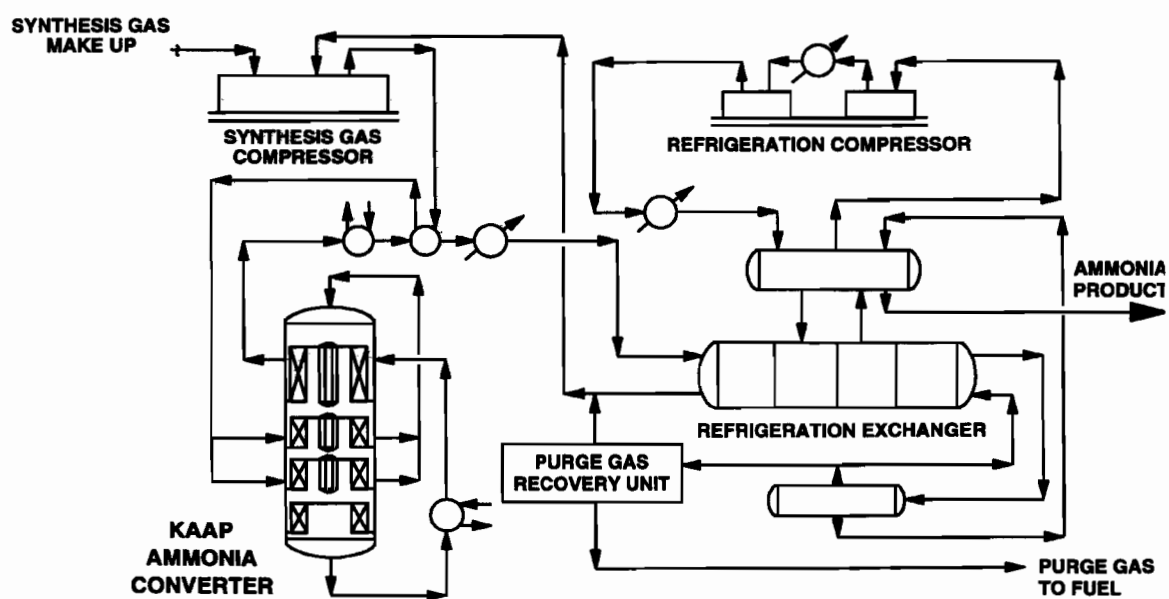 SYNTHESIS GAS
MAKE UP
SYNTHESIS GAS
COMPRESSOR
REFRIGERATION COMPRESSOR
AMMONIA
PRODUCT
REFRIGERATION EXCHANGER
PURGE GAS
RECOVERY UNIT
KAAP
AMMONIA
CONVERTER
PURGE GAS
TO FUEL